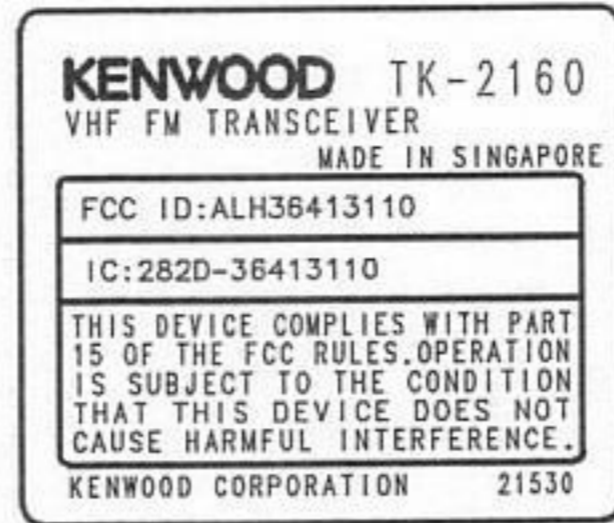 KENWOOD TK-2160
VHF FM TRANSCEIVER
MADE IN SINGAPORE
FCC ID:ALH36413110
IC:282D-36413110
THIS DEVICE COMPLIES WITH PART
15 OF THE FCC RULES.OPERATION
IS SUBJECT TO THE CONDITION
THAT THIS DEVICE DOES NOT
CAUSE HARMFUL INTERFERENCE.
KENWOOD CORPORATION 21530